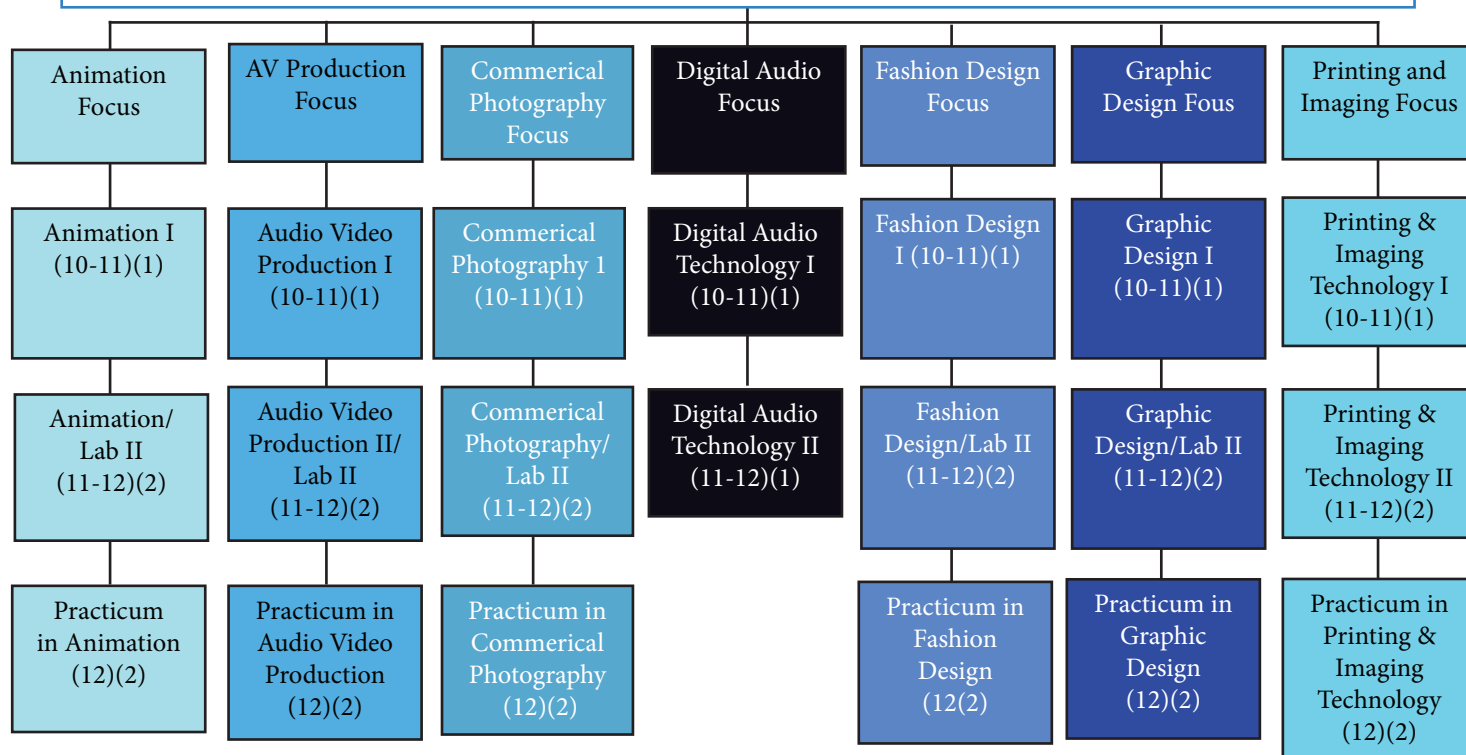 Animation
Focus
AV Production
Focus
Commerical
Photography
Focus
Digital Audio
Focus
Fashion Design
Focus
Graphic
Design Fous
Printing and
Imaging Focus
Animation I
(10-11)(1)
Audio Video
Production I
(10-11)(1)
Commerical
Photography 1
(10-11)(1)
Digital Audio
Technology I
(10-11)(1)
Fashion Design
I (10-11)(1)
Graphic
Design I
(10-11)(1)
Printing &
Imaging
Technology I
(10-11)(1)
Animation/
Lab II
(11-12)(2)
Audio Video
Production II/
Lab II
(11-12)(2)
Commerical
Photography/
Lab II
(11-12)(2)
Digital Audio
Technology II
(11-12)(1)
Fashion
Design/Lab II
(11-12)(2)
Graphic
Design/Lab II
(11-12)(2)
Printing &
Imaging
Technology II
(11-12)(2)
Practicum
in Animation
(12)(2)
Practicum in
Audio Video
Production
(12)(2)
Practicum in
Commerical
Photography
(12)(2)
Practicum in
Fashion
Design
(12(2)
Practicum in
Graphic
Design
(12)(2)
Practicum in
Printing &
Imaging
Technology
(12)(2)